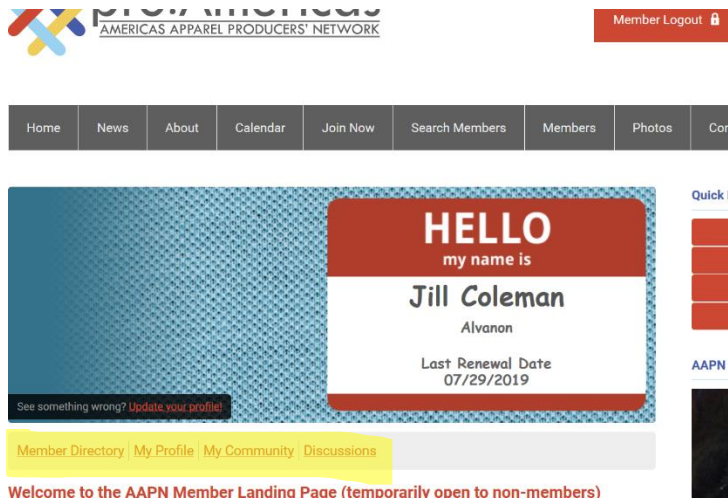 AMERICAS APPAREL PRODUCERS' NETWORK
Member Logout
Home News About Calendar Join Now Search Members Members Photos
Quick
HELLO
my name is
Jill Coleman
Alvanon
Last Renewal Date
07/29/2019
AAPN
See something wrong? Update your profile!
Member Directory My Profile My Community Discussions
Welcome to the AAPN Member Landing Page (temporarily open to non-members)